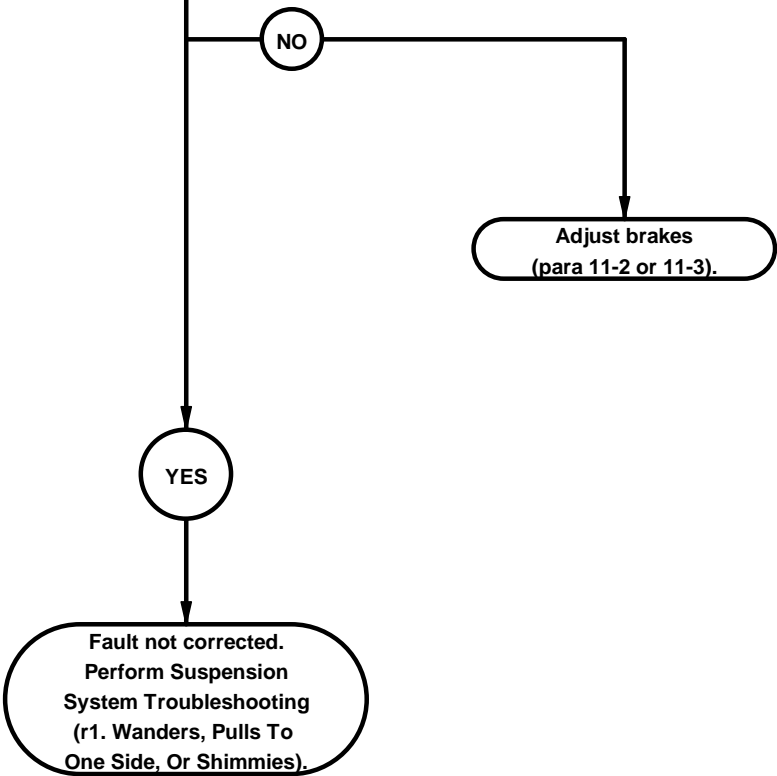 NO
Adjust brakes
(para 11-2 or 11-3).
YES
Fault not corrected.
Perform Suspension
System Troubleshooting
(r1. Wanders, Pulls To
One Side, Or Shimmies).